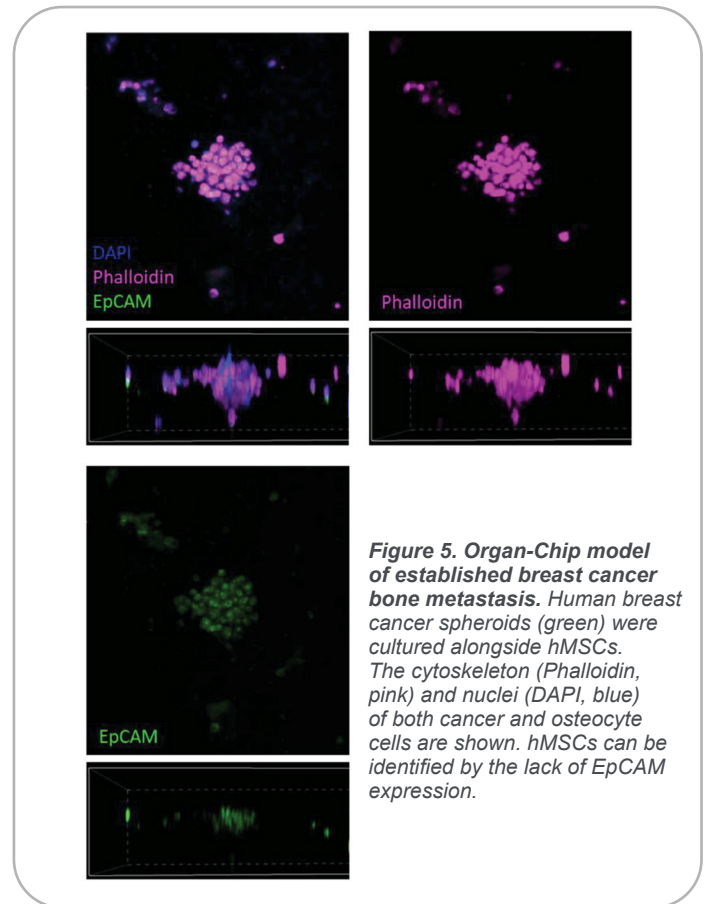 DAPI
Phalloidin
EpCAM
Phalloidin
EpCAM
Figure 5. Organ-Chip model
of established breast cancer
bone metastasis. Human breast
cancer spheroids (green) were
cultured alongside hMSCs.
The cytoskeleton (Phalloidin,
pink) and nuclei (DAPI, blue)
of both cancer and osteocyte
cells are shown. hMSCs can be
identified by the lack of EpCAM
expression.